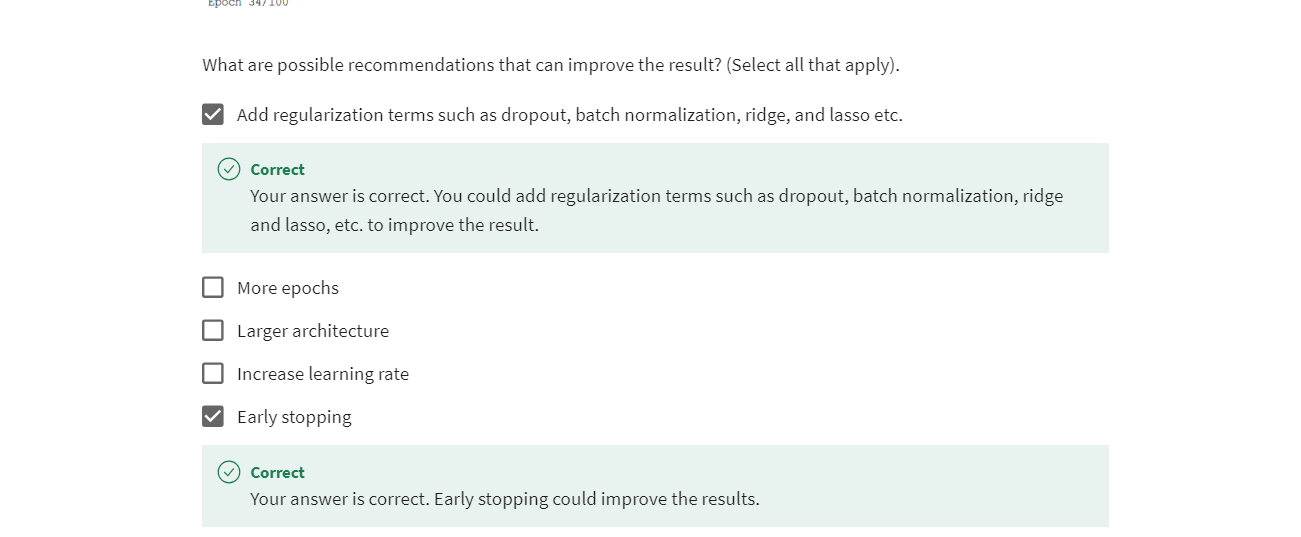 Epoch 34/100
What are possible recommendations that can improve the result? (Select all that apply).
Add regularization terms such as dropout, batch normalization, ridge, and lasso etc.
Correct
Your answer is correct. You could add regularization terms such as dropout, batch normalization, ridge
and lasso, etc. to improve the result.
More epochs
Larger architecture
Increase learning rate
Early stopping
Correct
Your answer is correct. Early stopping could improve the results.